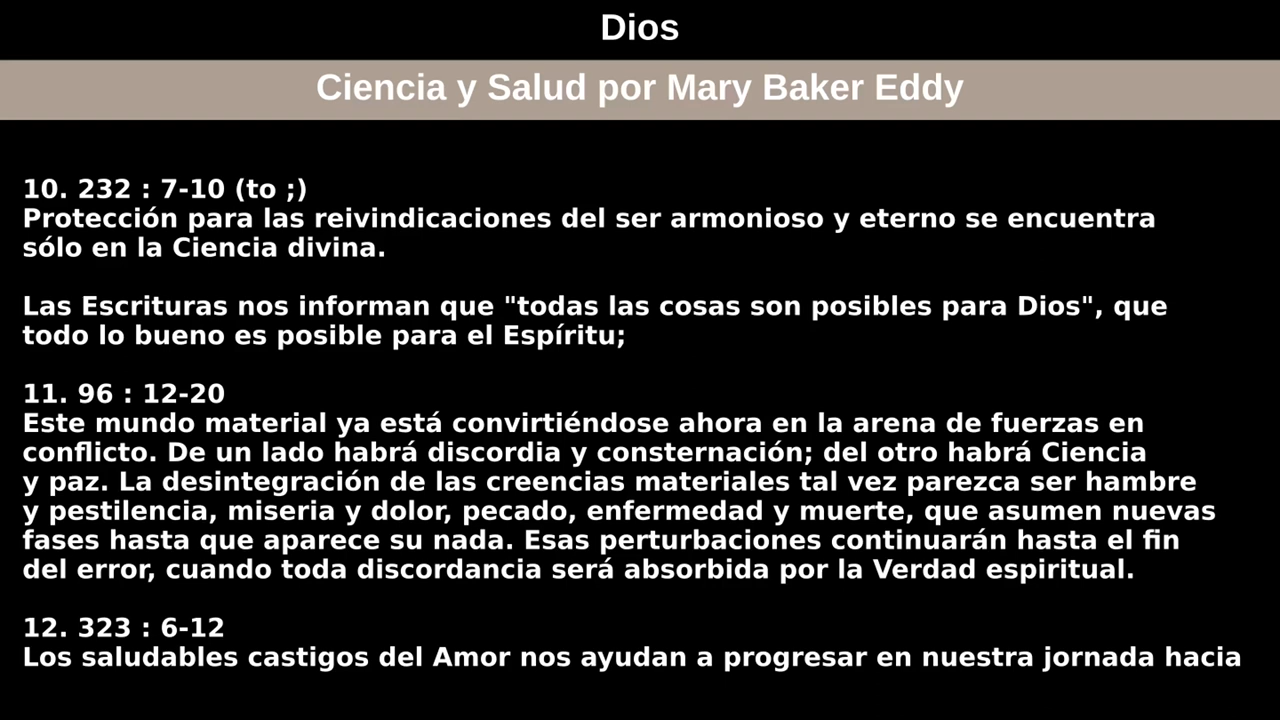 Dios
Ciencia y Salud por Mary Baker Eddy
10. 232 : 7-10 (to ;)
Protección para las reivindicaciones del ser armonioso y eterno se encuentra
sólo en la Ciencia divina.
Las Escrituras nos informan que "todas las cosas son posibles para Dios", que
todo lo bueno es posible para el Espíritu;
11. 96 : 12-20
Este mundo material ya está convirtiéndose ahora en la arena de fuerzas en
conflicto. De un lado habrá discordia y consternación; del otro habrá Ciencia
y paz. La desintegración de las creencias materiales tal vez parezca ser hambre
y pestilencia, miseria y dolor, pecado, enfermedad y muerte, que asumen nuevas
fases hasta que aparece su nada. Esas perturbaciones continuarán hasta el fin
del error, cuando toda discordancia será absorbida por la Verdad espiritual.
12. 323 : 6-12
Los saludables castigos del Amor nos ayudan a progresar en nuestra jornada hacia